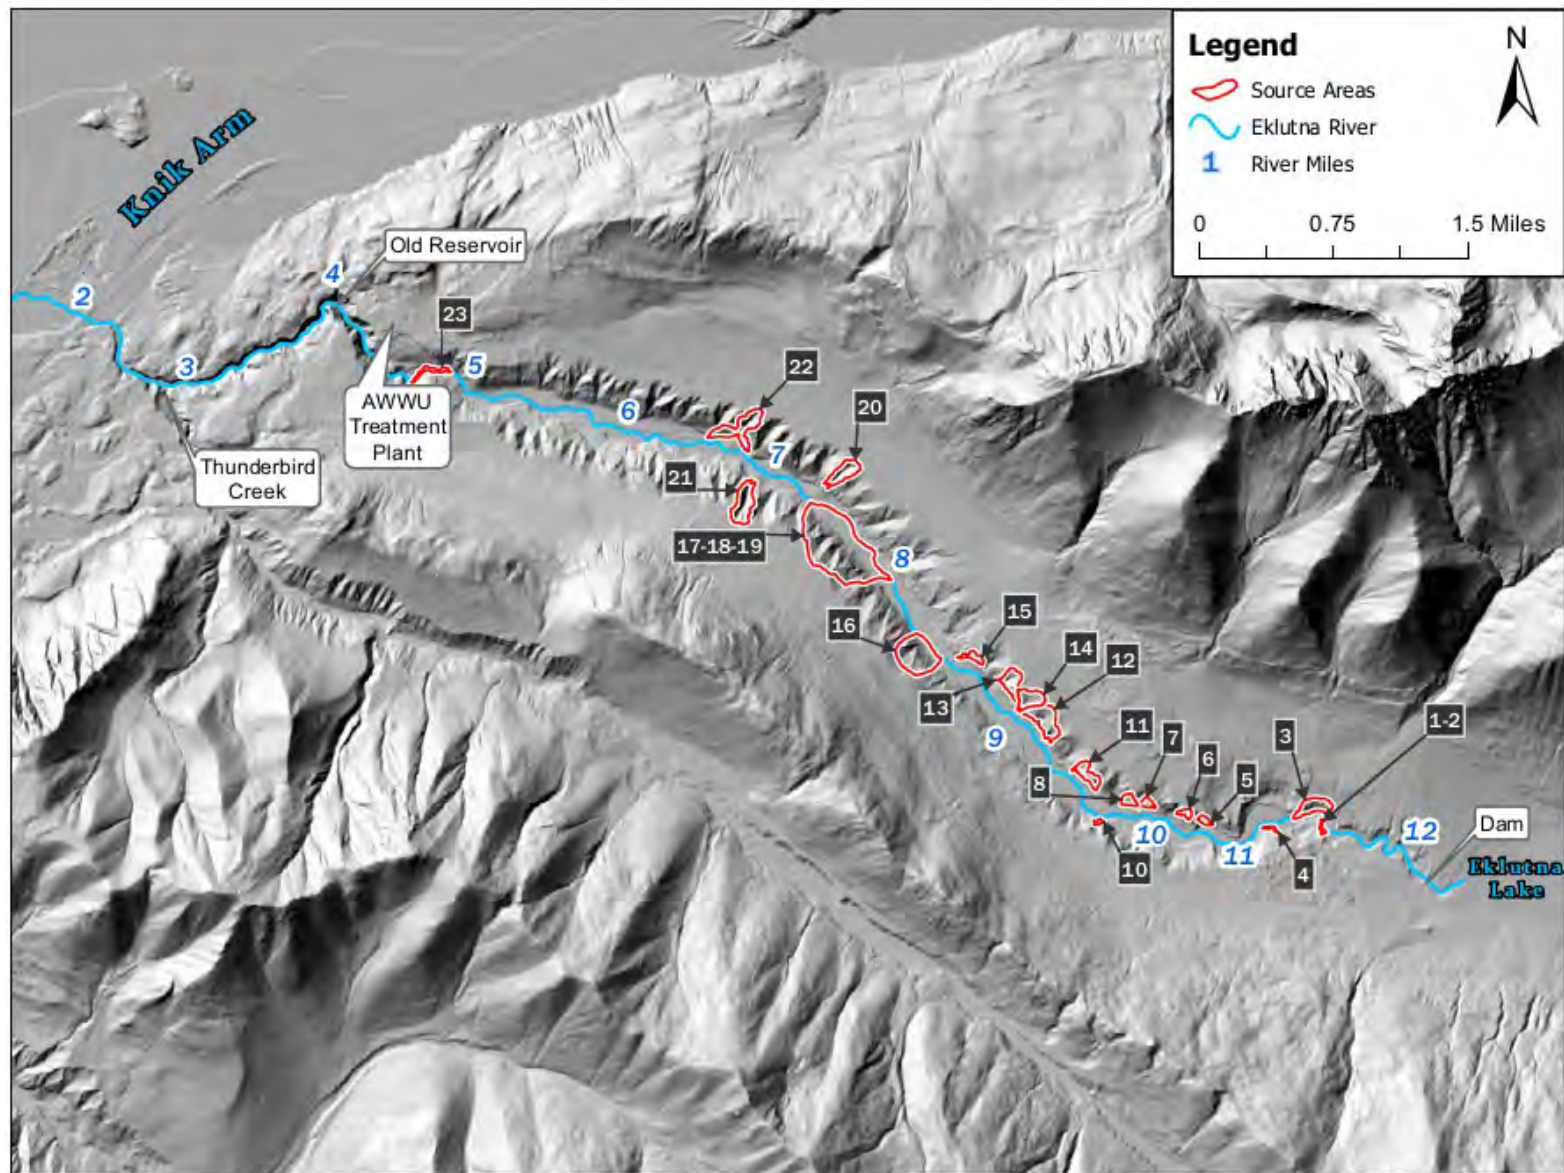 Legend
N
Source Areas
Eklutna River
1 River Miles
0 0.75 1.5 Miles
Knik Arm
Old Reservoir
4
2
23
3
5
AWWU
Treatment
Plant
22
6
20
7
Thunderbird
Creek
21
17-18-19
8
15
16
14
12
13
9
11
7
6
5
3
1-2
8
10
10
11
4
12
Dam
Eklutna
Lake